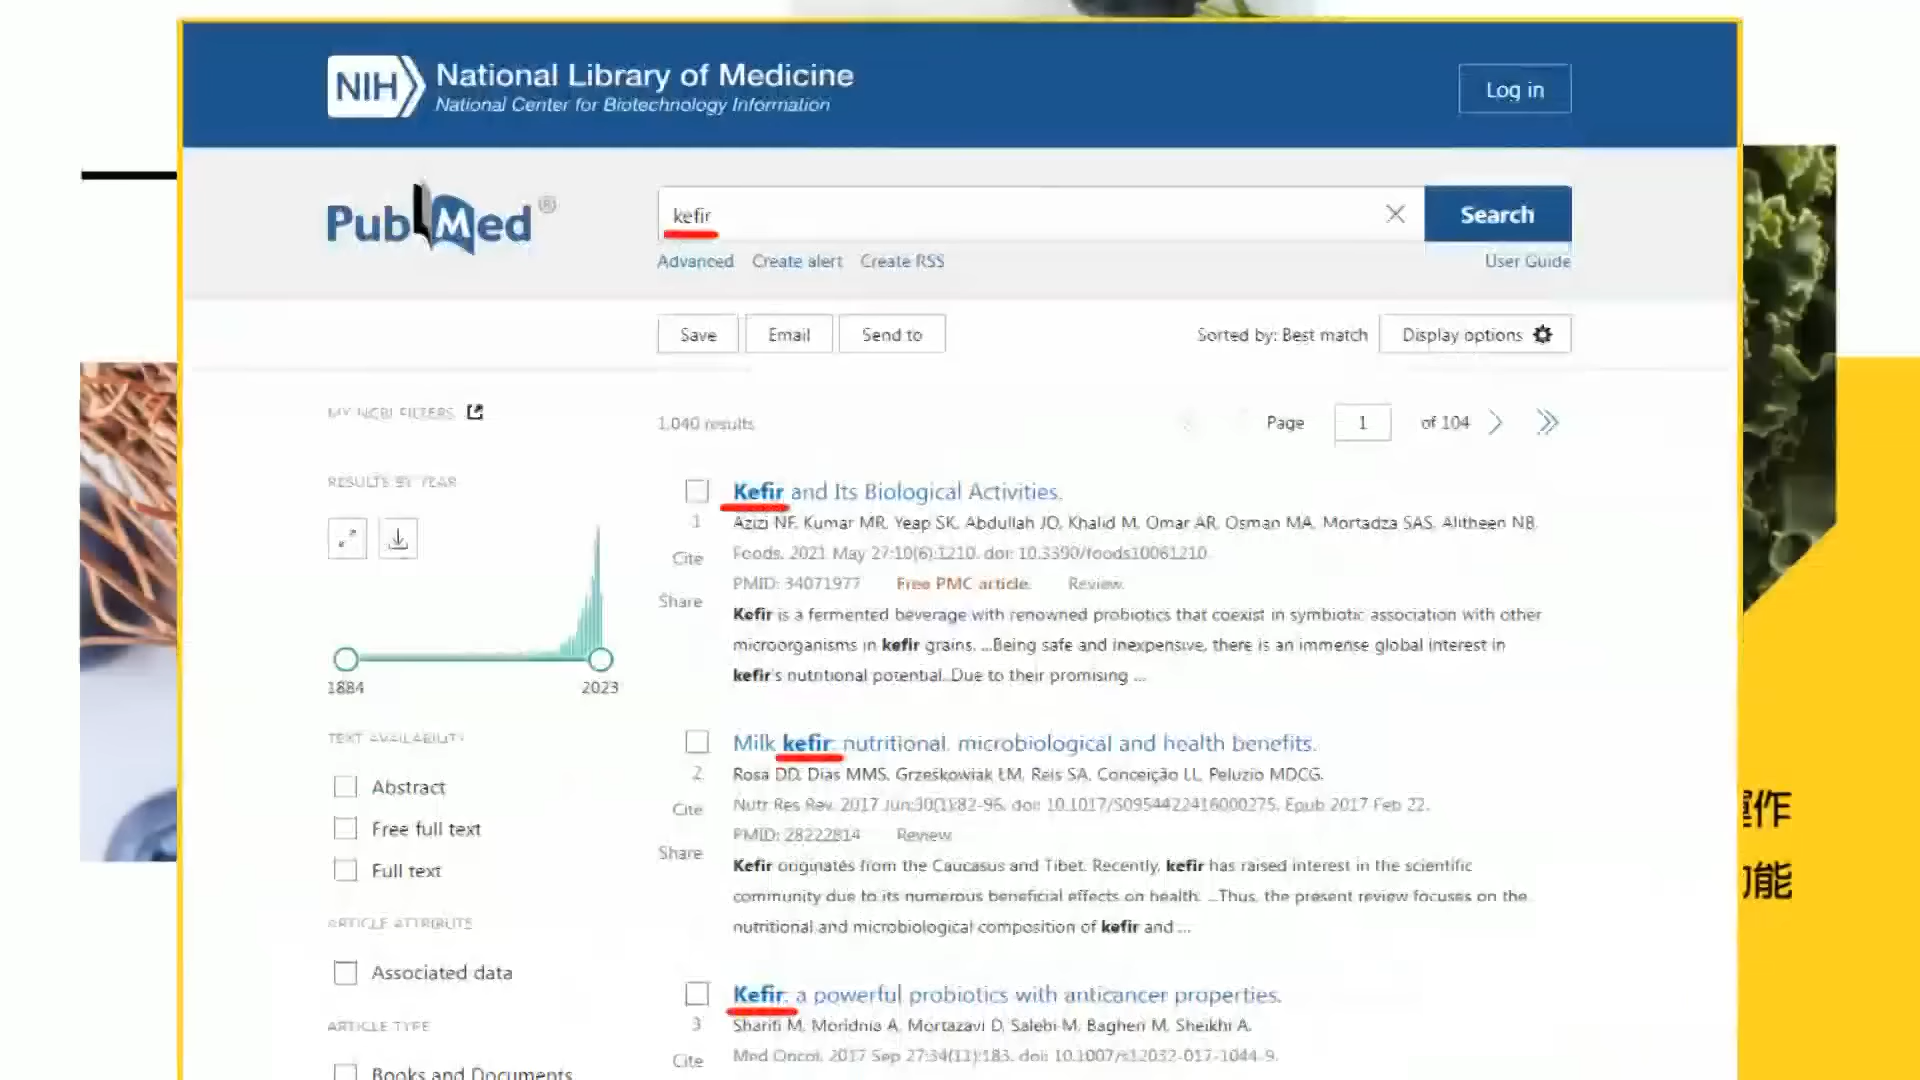 NIH National Library of Medicine
National Center for Biotechnology Information
Log in
PubMed®
kefir
Search
Advanced Create alert Create RSS
User Guide
Save Email Send to
Sorted by: Best match Display options
MY NCBI FILTERS
1,040 results
Page 1 of 104
RESULTS BY YEAR
1884 2023
TEXT AVAILABILITY
Abstract
Free full text
Full text
ARTICLE ATTRIBUTE
Associated data
ARTICLE TYPE
Books and Documents
Kefir and Its Biological Activities.
1
Azizi NF, Kumar MR, Yeap SK, Abdullah JO, Khalid M, Omar AR, Osman MA, Mortadza SAS, Alitheen NB.
Cite
Foods. 2021 May 27;10(6):1210. doi: 10.3390/foods10061210.
PMID: 34071977 Free PMC article. Review.
Share
Kefir is a fermented beverage with renowned probiotics that coexist in symbiotic association with other
microorganisms in kefir grains. ...Being safe and inexpensive, there is an immense global interest in
kefir's nutritional potential. Due to their promising ...
Milk kefir: nutritional, microbiological and health benefits.
2
Rosa DD, Dias MMS, Grześkowiak ŁM, Reis SA, Conceição LL, Peluzio MDCG.
Cite
Nutr Res Rev. 2017 Jun;30(1):82-96. doi: 10.1017/S0954422416000275. Epub 2017 Feb 22.
PMID: 28222814 Review.
Share
Kefir originates from the Caucasus and Tibet. Recently, kefir has raised interest in the scientific
community due to its numerous beneficial effects on health. ...Thus, the present review focuses on the
nutritional and microbiological composition of kefir and ...
Kefir: a powerful probiotics with anticancer properties.
3
Sharifi M, Moridnia A, Mortazavi D, Salehi M, Bagheri M, Sheikhi A.
Cite
Med Oncol. 2017 Sep 27;34(11):183. doi: 10.1007/s12032-017-1044-9.
作
能